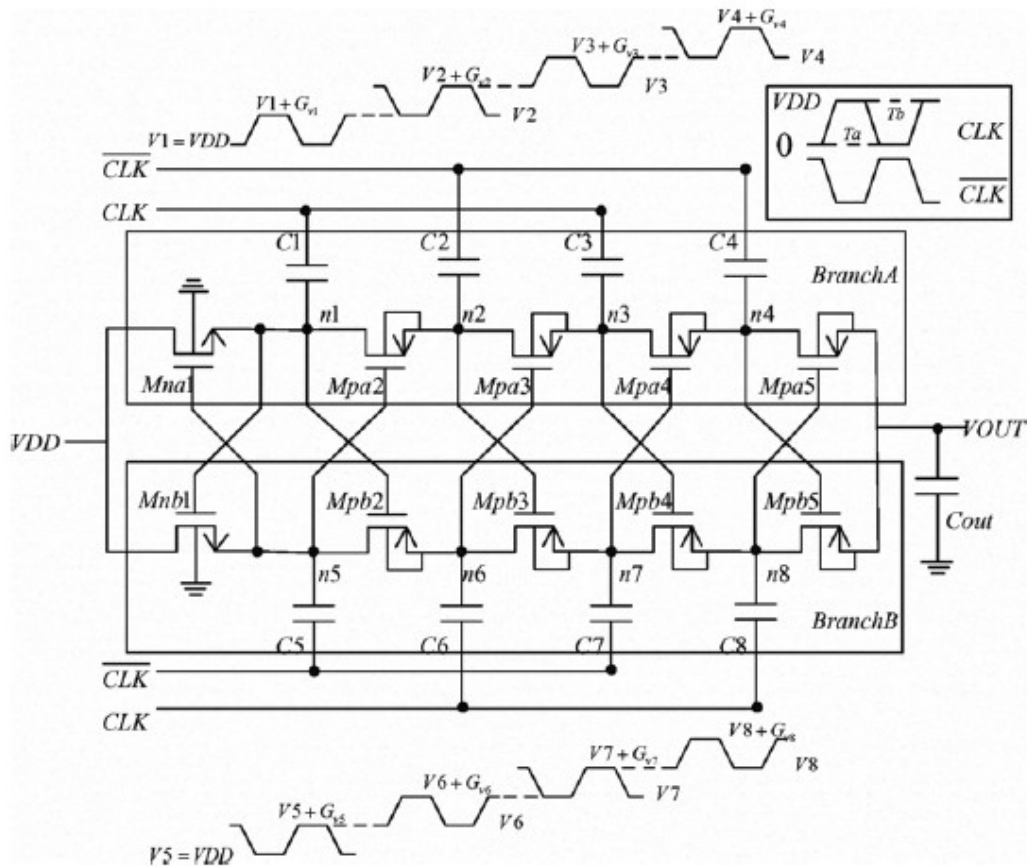 V4+Gv4
V3+Gv3
V4
V2+Gv2
V3
V1+Gv1
V2
V1=VDD
VDD
Tb
Ta
CLK
0
CLK
CLK
CLK
C1
C2
C3
C4
BranchA
n1
n2
n3
n4
Mna1
Mpa2
Mpa3
Mpa4
Mpa5
VDD
VOUT
Mnb1
Mpb2
Mpb3
Mpb4
Mpb5
Cout
n5
n6
n7
n8
C5
C6
C7
C8
BranchB
CLK
CLK
V8+Gv8
V7+Gv7
V8
V6+Gv6
V7
V5+Gv5
V6
V5=VDD